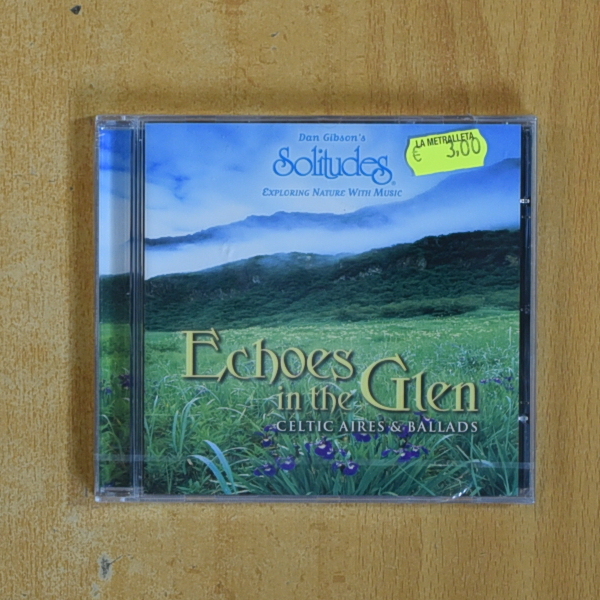 Dan Gibson's
Solitudes®
EXPLORING NATURE WITH MUSIC
LA METRALLETA
€ 3,00
Echoes
in the Glen
CELTIC AIRES & BALLADS